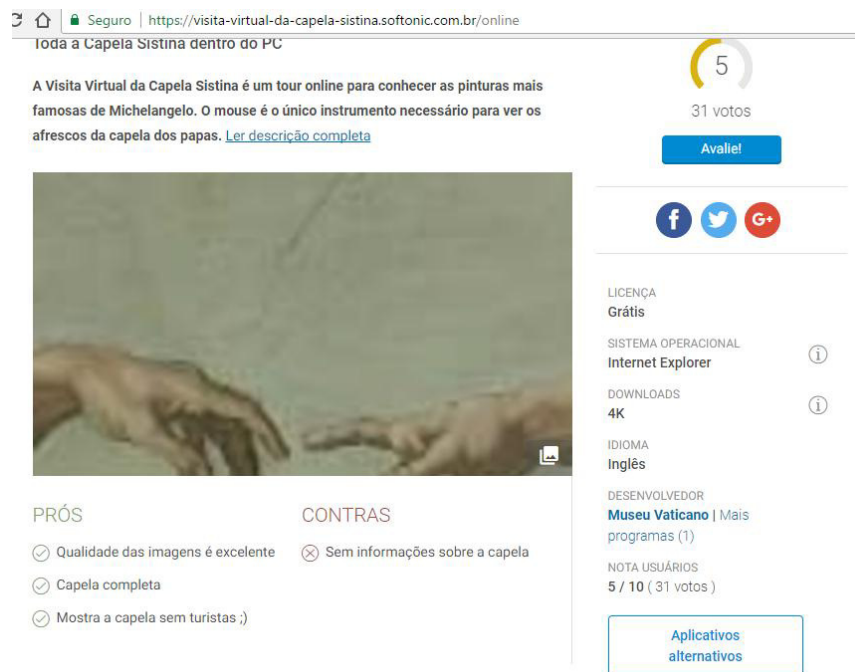 Seguro | https://visita-virtual-da-capela-sistina.softonic.com.br/online
Toda a Capela Sistina dentro do PC
A Visita Virtual da Capela Sistina é um tour online para conhecer as pinturas mais
famosas de Michelangelo. O mouse é o único instrumento necessário para ver os
afrescos da capela dos papas. Ler descrição completa
PRÓS
Qualidade das imagens é excelente
Capela completa
Mostra a capela sem turistas ;)
CONTRAS
Sem informações sobre a capela
5
31 votos
Avalie!
f
G+
LICENÇA
Grátis
SISTEMA OPERACIONAL
Internet Explorer
DOWNLOADS
4K
IDIOMA
Inglês
DESENVOLVEDOR
Museu Vaticano | Mais
programas (1)
NOTA USUÁRIOS
5 / 10 ( 31 votos )
Aplicativos
alternativos